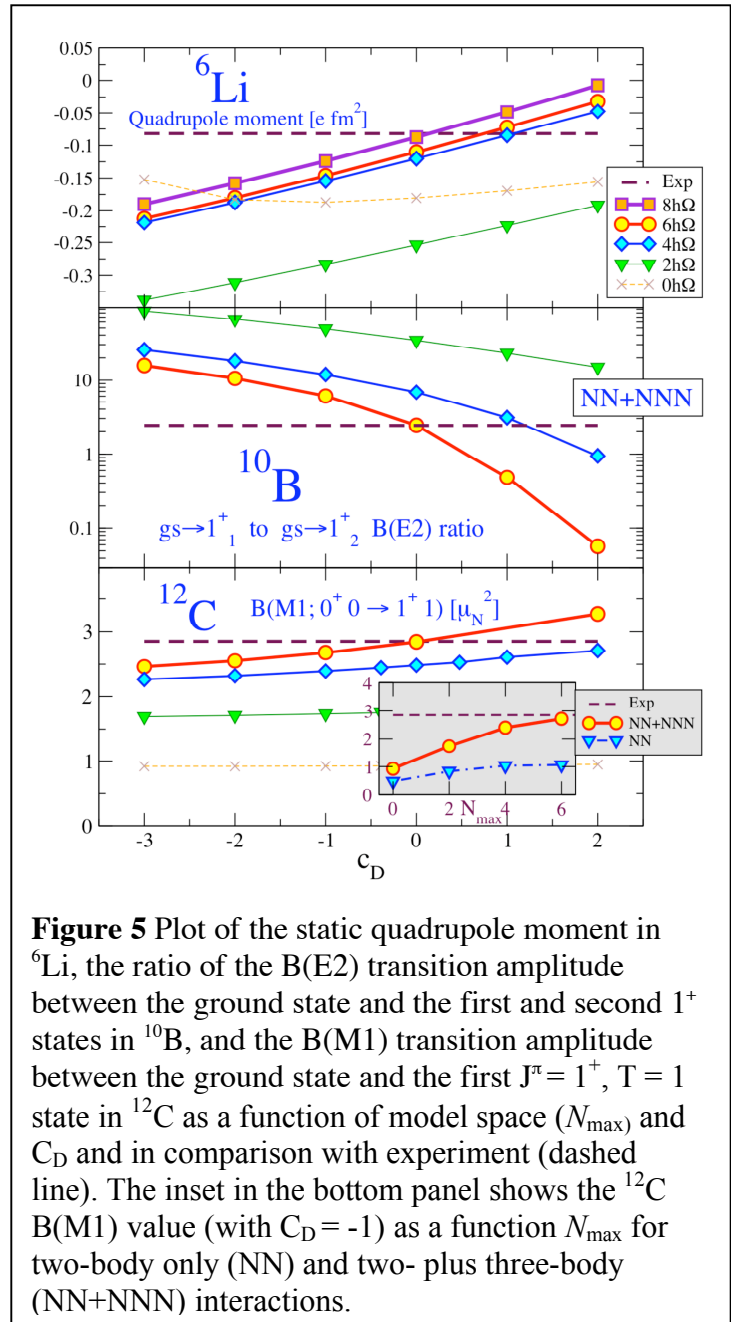 0.05
0
-0.05
-0.1
-0.15
-0.2
-0.25
-0.3
⁶Li
Quadrupole moment [e fm²]
Exp
8hΩ
6hΩ
4hΩ
2hΩ
0hΩ
10
1
0.1
NN+NNN
¹⁰B
gs→1⁺₁ to gs→1⁺₂ B(E2) ratio
¹²C
B(M1; 0⁺ 0 → 1⁺ 1) [μ_N²]
3
2
1
0
4
3
2
1
0
0 2 N_max 4 6
Exp
NN+NNN
NN
-3 -2 -1 0 1 2
c_D
Figure 5 Plot of the static quadrupole moment in
⁶Li, the ratio of the B(E2) transition amplitude
between the ground state and the first and second 1⁺
states in ¹⁰B, and the B(M1) transition amplitude
between the ground state and the first J^π = 1⁺, T = 1
state in ¹²C as a function of model space (N_max) and
C_D and in comparison with experiment (dashed
line). The inset in the bottom panel shows the ¹²C
B(M1) value (with C_D = -1) as a function N_max for
two-body only (NN) and two- plus three-body
(NN+NNN) interactions.